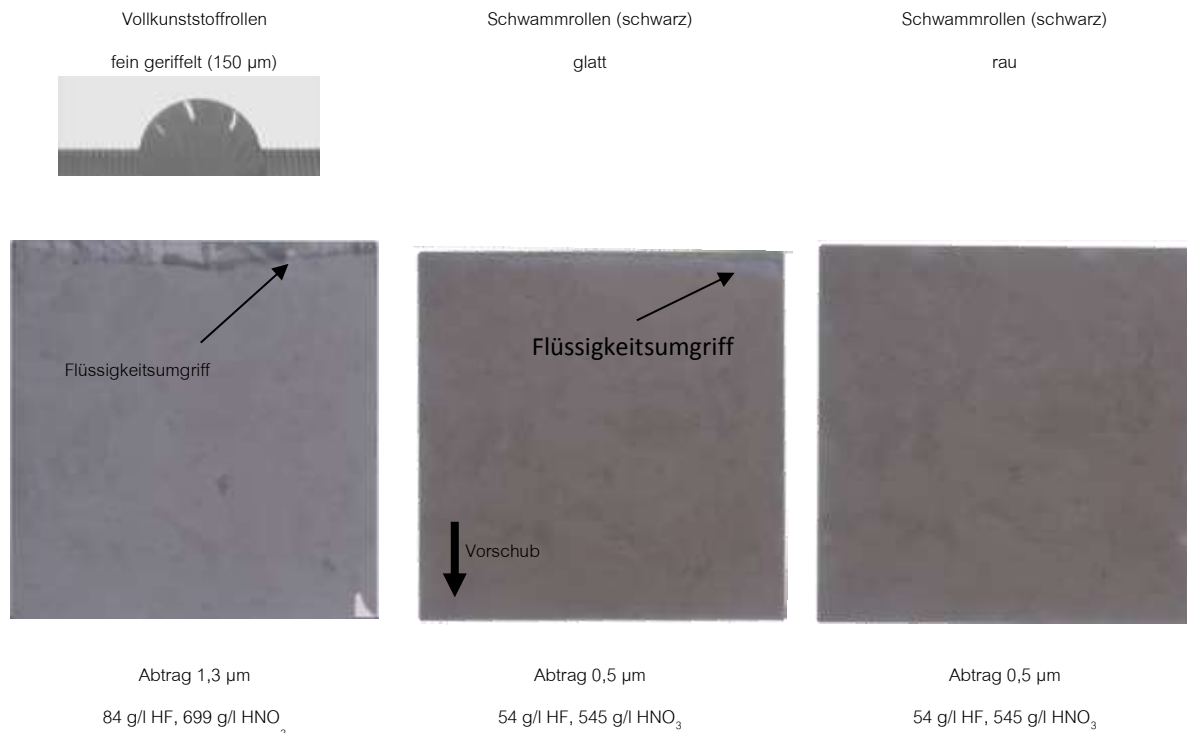 Vollkunststoffrollen
fein geriffelt (150 µm)
Schwammrollen (schwarz)
glatt
Schwammrollen (schwarz)
rau
Flüssigkeitsumgriff
Flüssigkeitsumgriff
Vorschub
Abtrag 1,3 µm
84 g/l HF, 699 g/l HNO₃
Abtrag 0,5 µm
54 g/l HF, 545 g/l HNO₃
Abtrag 0,5 µm
54 g/l HF, 545 g/l HNO₃